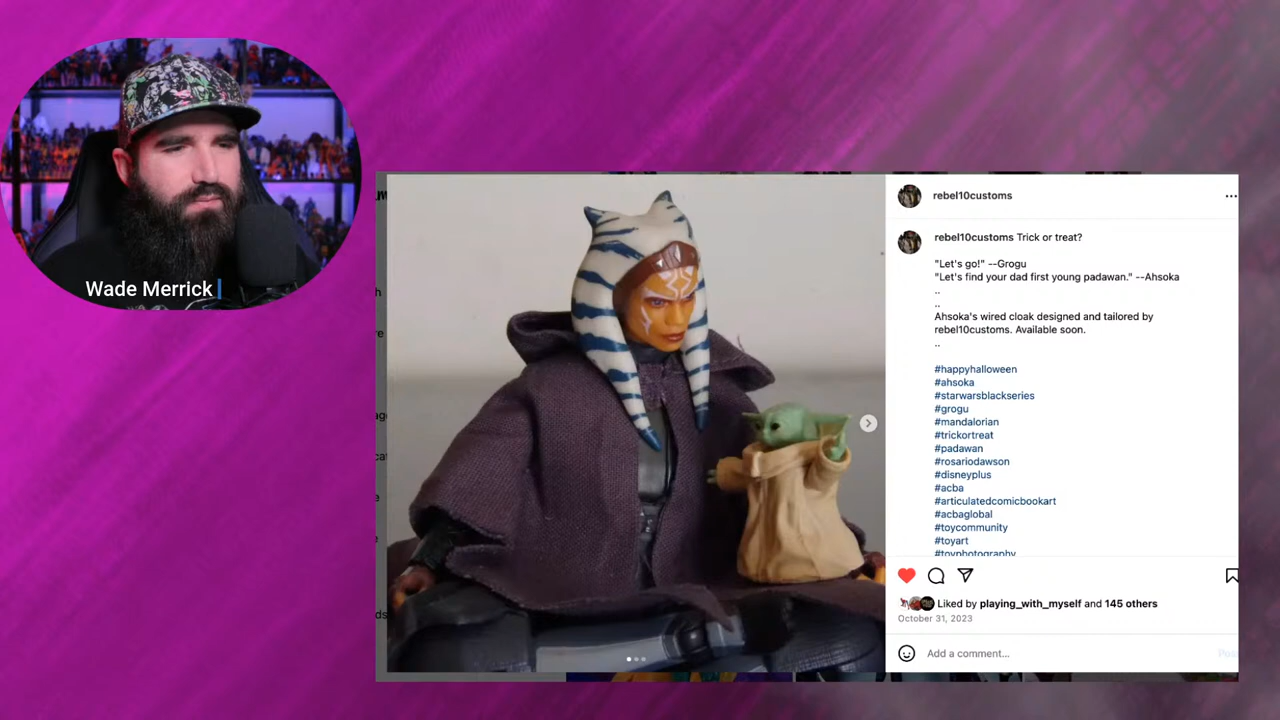 Wade Merrick
rebel10customs
rebel10customs Trick or treat?
"Let's go!" --Grogu
"Let's find your dad first young padawan." --Ahsoka
..
..
Ahsoka's wired cloak designed and tailored by
rebel10customs. Available soon.
..
#happyhalloween
#ahsoka
#starwarsblackseries
#grogu
#mandalorian
#trickortreat
#padawan
#rosariodawson
#disneyplus
#acba
#articulatedcomicbookart
#acbaglobal
#toycommunity
#toyart
#toyphotography
Liked by playing_with_myself and 145 others
October 31, 2023
Add a comment...